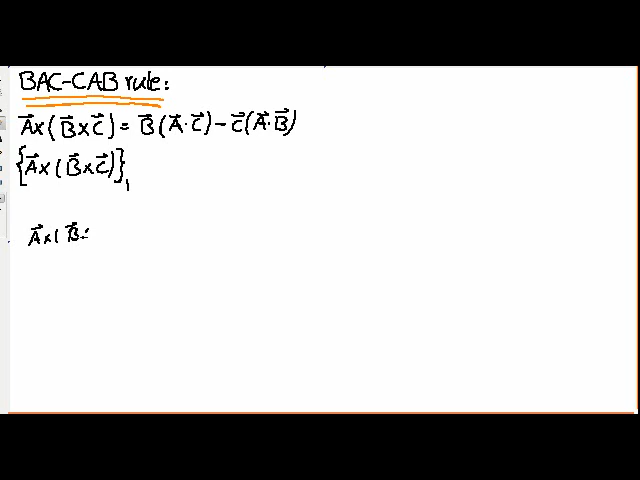 BAC-CAB rule:
A⃗×(B⃗×C⃗) = B⃗(A⃗·C⃗) - C⃗(A⃗·B⃗)
{A⃗×(B⃗×C⃗)}₁
A⃗×(B⃗